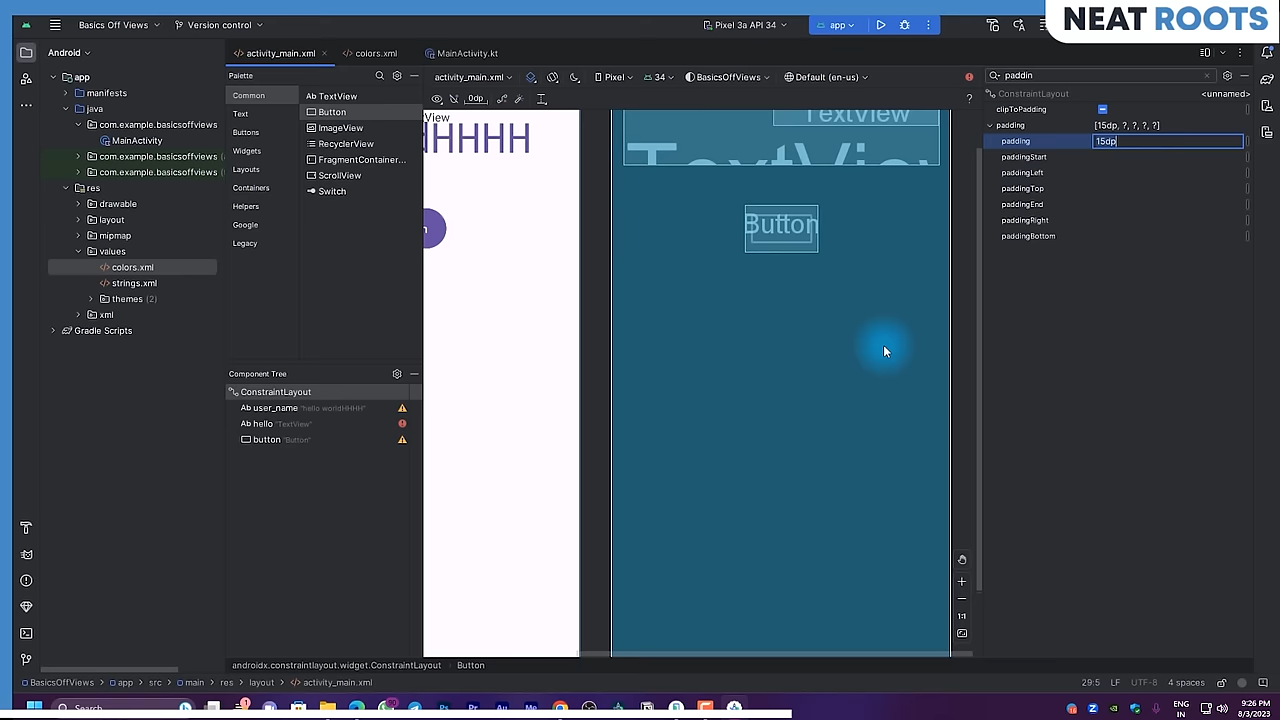 NEAT ROOTS
Basics Off Views
Version control
Pixel 3a API 34
app
Android
activity_main.xml
colors.xml
MainActivity.kt
app
manifests
java
com.example.basicsoffviews
MainActivity
com.example.basicsoffviews
com.example.basicsoffviews
res
drawable
layout
mipmap
values
colors.xml
strings.xml
themes (2)
xml
Gradle Scripts
Palette
Common
Text
Buttons
Widgets
Layouts
Containers
Helpers
Google
Legacy
Ab TextView
Button
ImageView
RecyclerView
FragmentContainer...
ScrollView
Switch
Component Tree
ConstraintLayout
Ab user_name "hello worldHHHH"
Ab hello "TextView"
button "Button"
activity_main.xml
Pixel
34
BasicsOffViews
Default (en-us)
0dp
?
View
HHHH
n
TextView
TextView
Button
1:1
paddin
ConstraintLayout
<unnamed>
clipToPadding
padding
[15dp, ?, ?, ?, ?]
padding
15dp
paddingStart
paddingLeft
paddingTop
paddingEnd
paddingRight
paddingBottom
androidx.constraintlayout.widget.ConstraintLayout
Button
BasicsOffViews
app
src
main
res
layout
activity_main.xml
29:5
LF
UTF-8
4 spaces
Search
ENG
IN
9:26 PM
8/3/2023